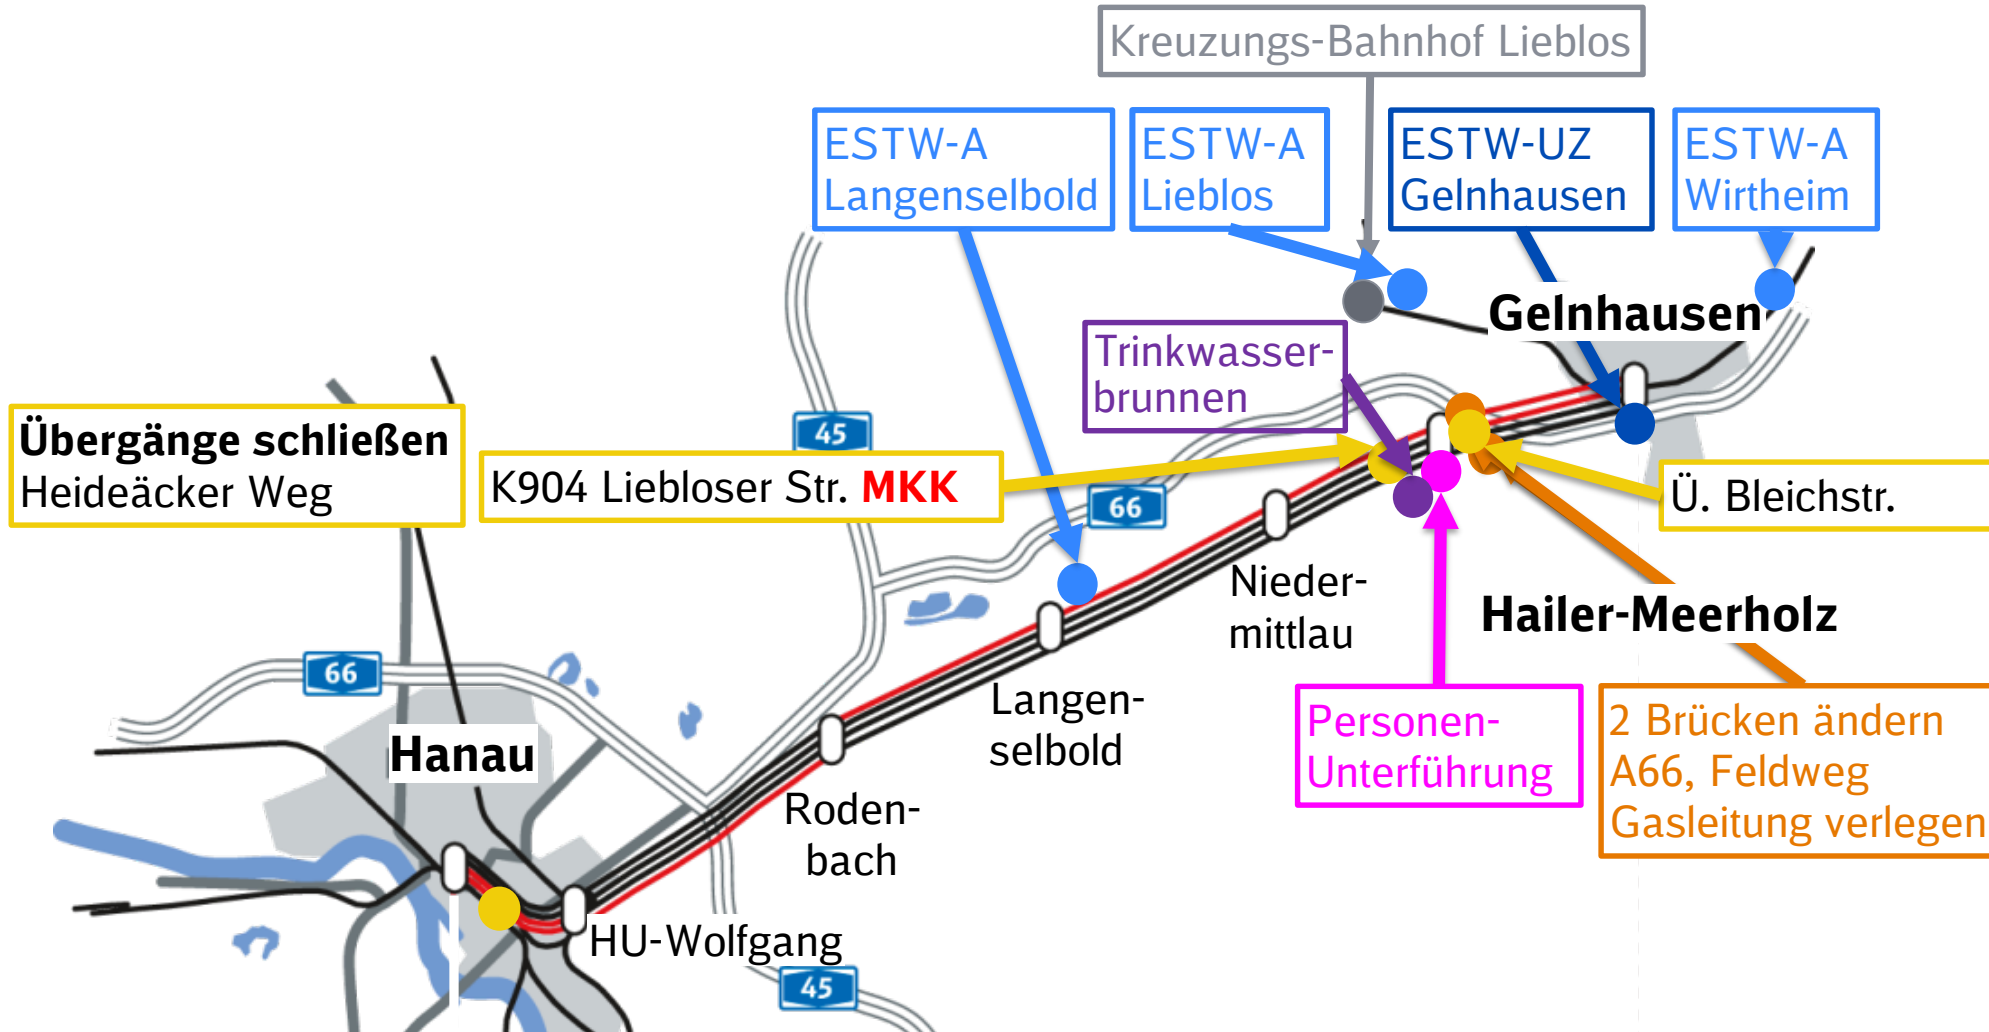 Kreuzungs-Bahnhof Lieblos
ESTW-A
Langenselbold
ESTW-A
Lieblos
ESTW-UZ
Gelnhausen
ESTW-A
Wirtheim
Gelnhausen
Trinkwasser-
brunnen
45
Übergänge schließen
Heideäcker Weg
K904 Liebloser Str. MKK
66
Ü. Bleichstr.
Nieder-
mittlau
Hailer-Meerholz
66
Langen-
selbold
Personen-
Unterführung
2 Brücken ändern
A66, Feldweg
Gasleitung verlegen
Hanau
Roden-
bach
HU-Wolfgang
45